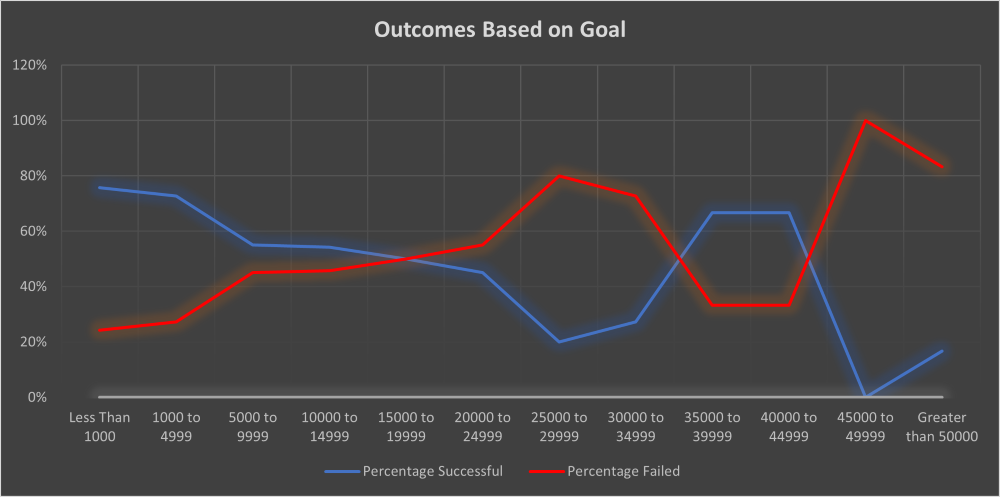 Outcomes Based on Goal
120%
100%
80%
60%
40%
20%
0%
Less Than 1000
1000 to 4999
5000 to 9999
10000 to 14999
15000 to 19999
20000 to 24999
25000 to 29999
30000 to 34999
35000 to 39999
40000 to 44999
45000 to 49999
Greater than 50000
Percentage Successful
Percentage Failed